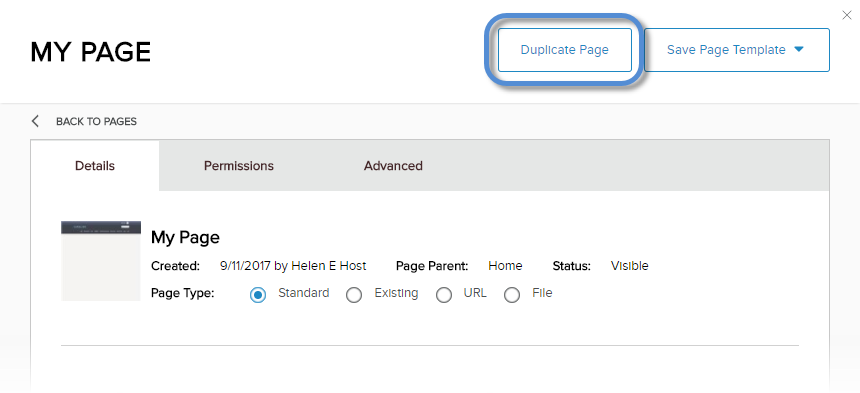 MY PAGE
Duplicate Page
Save Page Template
BACK TO PAGES
Details Permissions Advanced
My Page
Created: 9/11/2017 by Helen E Host Page Parent: Home Status: Visible
Page Type: Standard Existing URL File